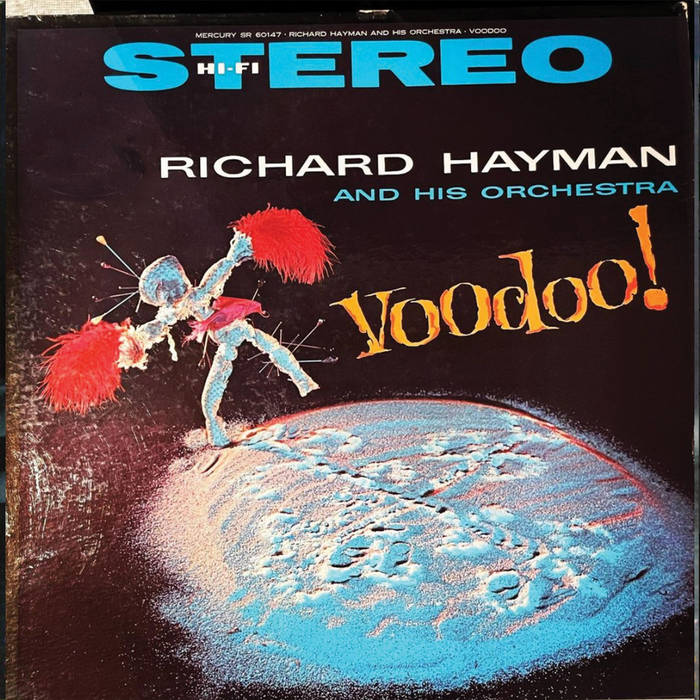 MERCURY SR 60147 · RICHARD HAYMAN AND HIS ORCHESTRA · VOODOO
STEREO
HI-FI
RICHARD HAYMAN
AND HIS ORCHESTRA
Voodoo!